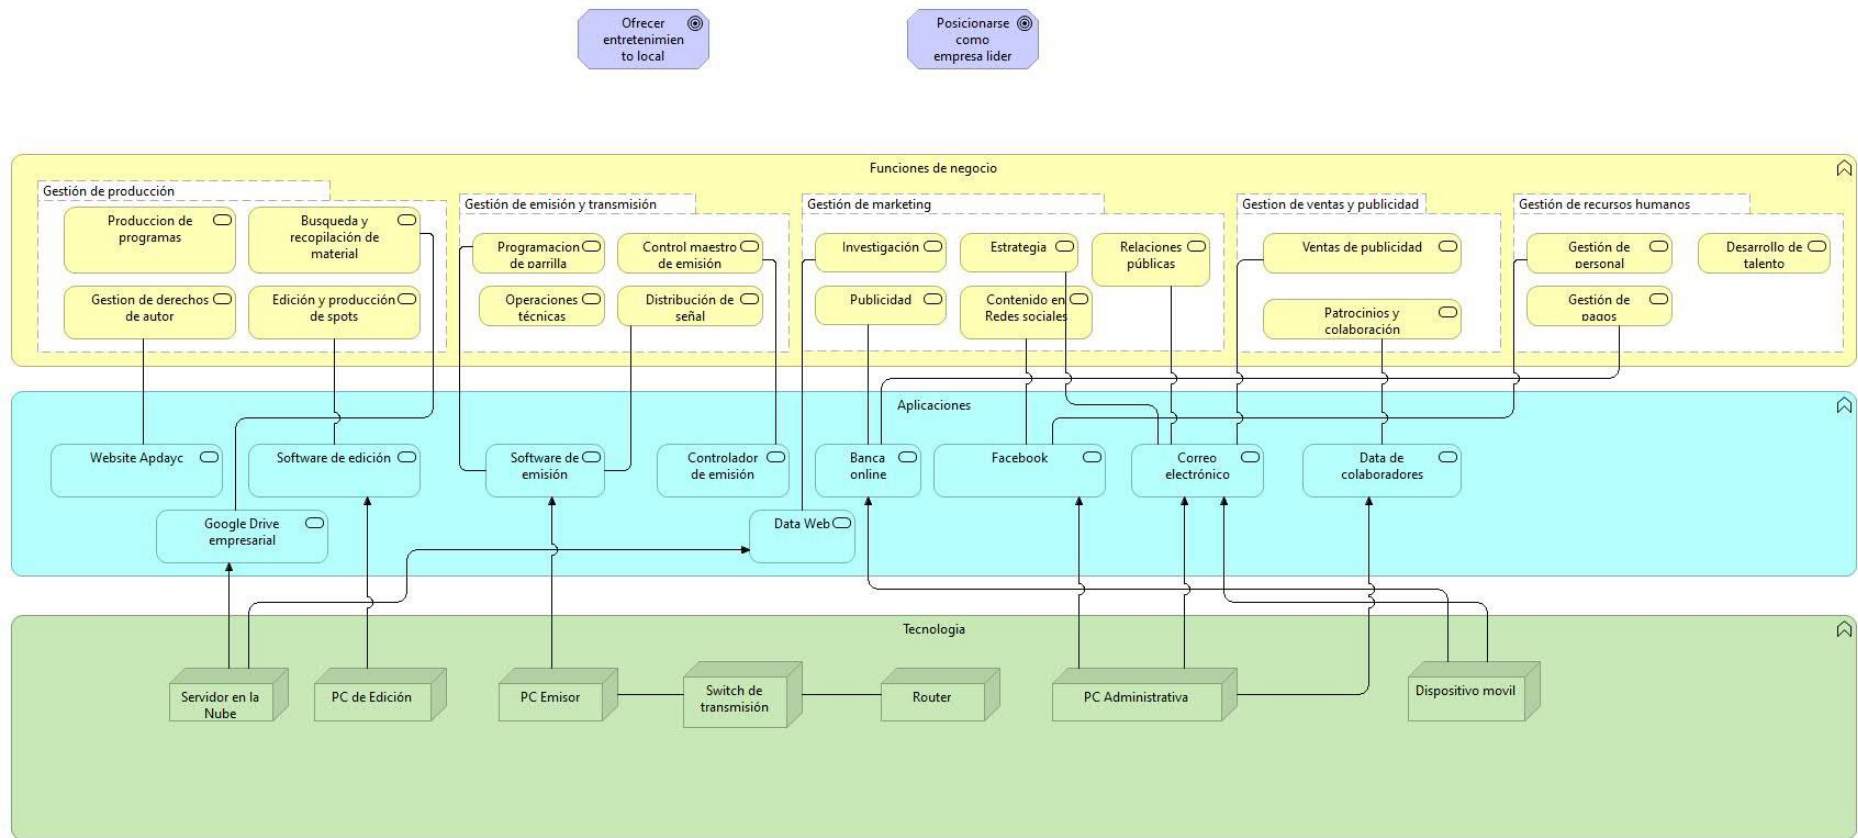 Ofrecer
entretenimien
to local
Posicionarse
como
empresa lider
Funciones de negocio
Gestión de producción
Produccion de
programas
Busqueda y
recopilación de
material
Gestion de derechos
de autor
Edición y producción
de spots
Gestión de emisión y transmisión
Programacion
de parrilla
Control maestro
de emisión
Operaciones
técnicas
Distribución de
señal
Gestión de marketing
Investigación
Estrategia
Relaciones
públicas
Publicidad
Contenido en
Redes sociales
Gestion de ventas y publicidad
Ventas de publicidad
Patrocinios y
colaboración
Gestión de recursos humanos
Gestión de
personal
Desarrollo de
talento
Gestión de
pagos
Aplicaciones
Website Apdayc
Software de edición
Software de
emisión
Controlador
de emisión
Banca
online
Facebook
Correo
electrónico
Data de
colaboradores
Google Drive
empresarial
Data Web
Tecnologia
Servidor en la
Nube
PC de Edición
PC Emisor
Switch de
transmisión
Router
PC Administrativa
Dispositivo movil